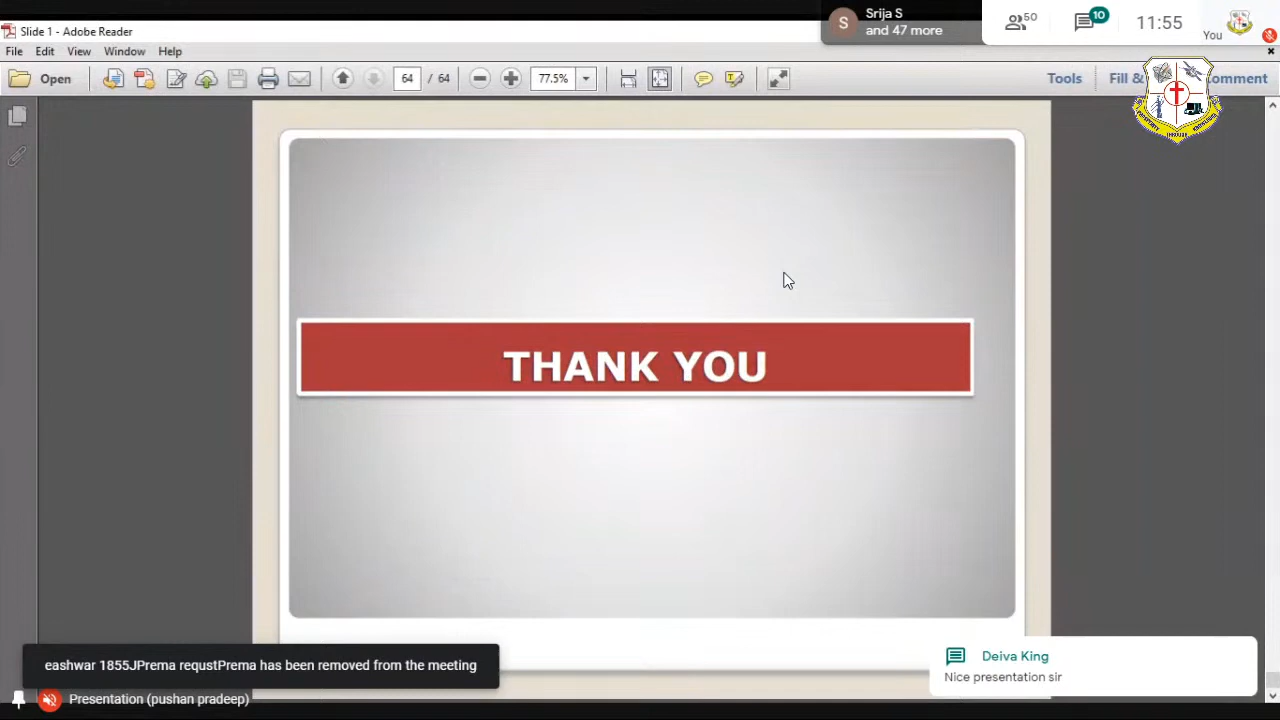 Slide 1 - Adobe Reader
Srija S
and 47 more
50
10
11:55
You
File Edit View Window Help
Open
64 / 64
77.5%
Tools
Fill &
omment
THROUGH
THANK YOU
eashwar 1855JPrema requstPrema has been removed from the meeting
Deiva King
Nice presentation sir
Presentation (pushan pradeep)